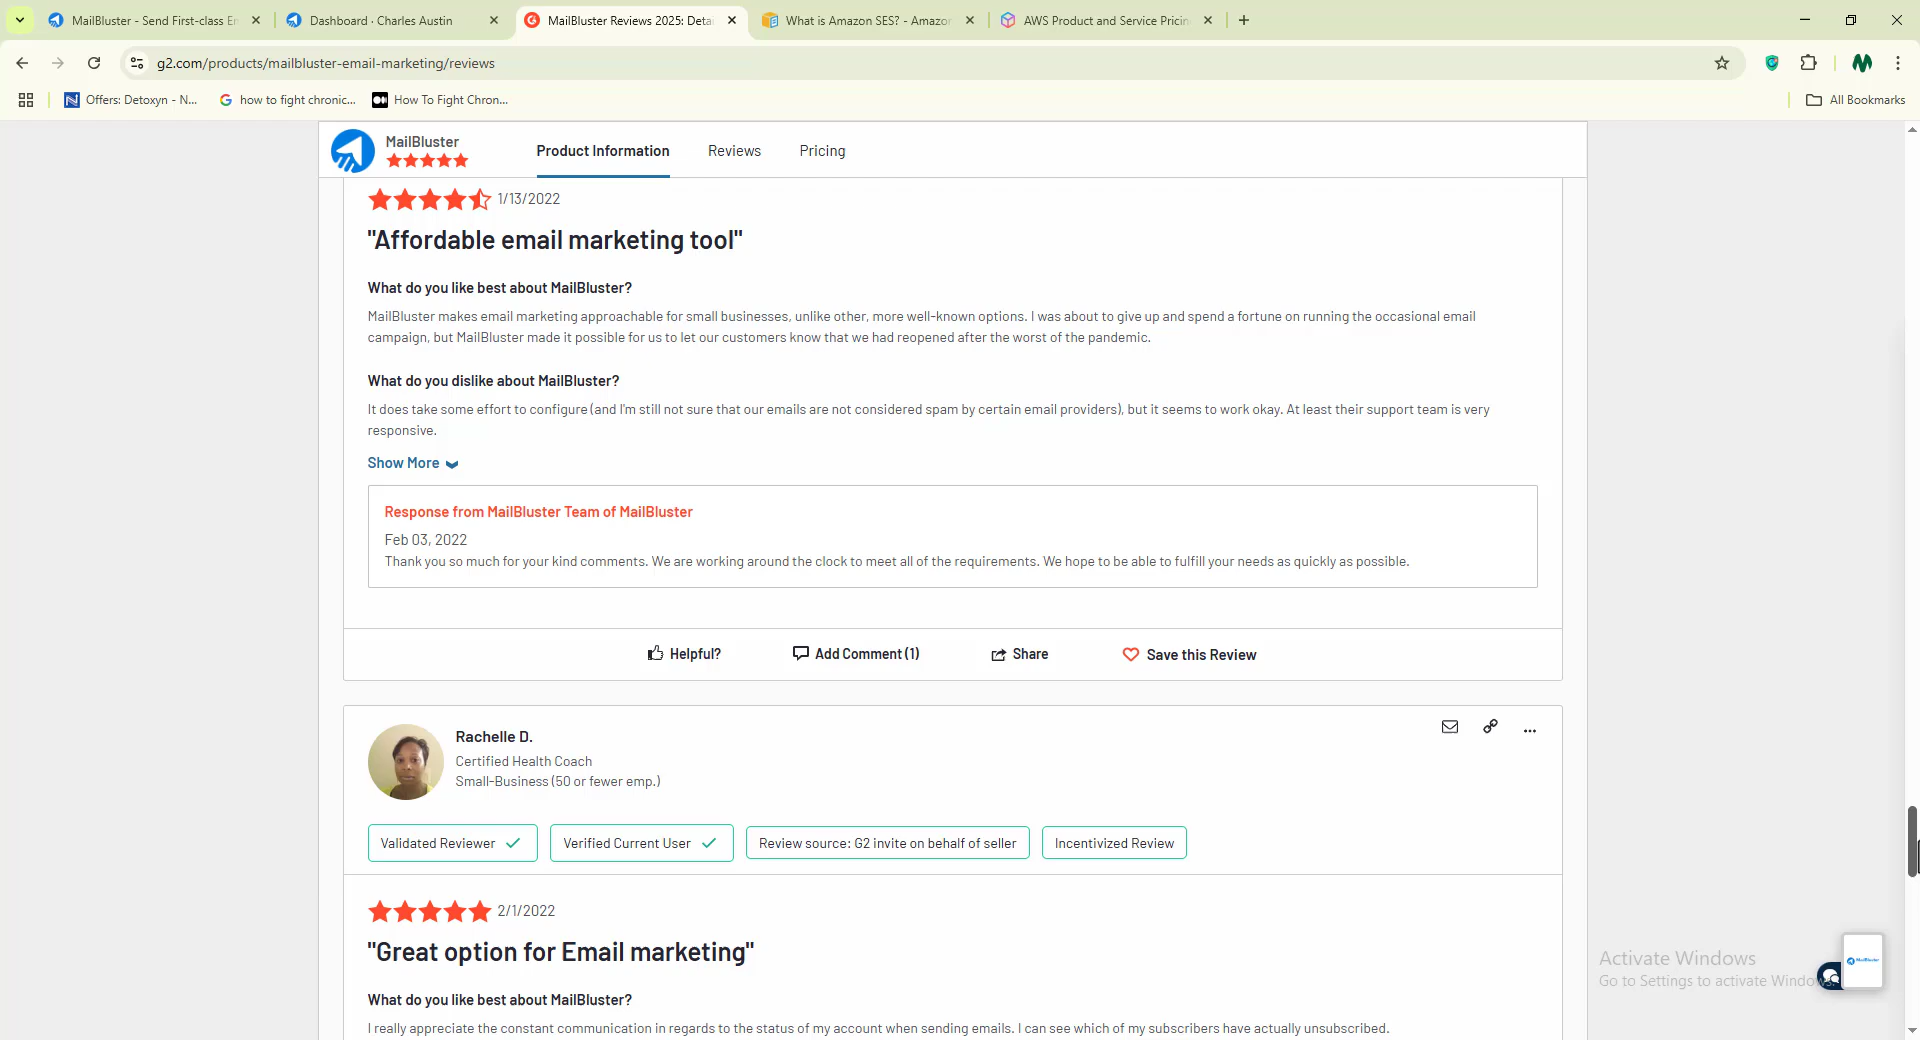 MailBluster - Send First-class Em
Dashboard · Charles Austin
MailBluster Reviews 2025: Deta
What is Amazon SES? - Amazon
AWS Product and Service Pricin
g2.com/products/mailbluster-email-marketing/reviews
Offers: Detoxyn - N...
how to fight chronic...
How To Fight Chron...
All Bookmarks
MailBluster
Product Information
Reviews
Pricing
1/13/2022
"Affordable email marketing tool"
What do you like best about MailBluster?
MailBluster makes email marketing approachable for small businesses, unlike other, more well-known options. I was about to give up and spend a fortune on running the occasional email
campaign, but MailBluster made it possible for us to let our customers know that we had reopened after the worst of the pandemic.
What do you dislike about MailBluster?
It does take some effort to configure (and I'm still not sure that our emails are not considered spam by certain email providers), but it seems to work okay. At least their support team is very
responsive.
Show More
Response from MailBluster Team of MailBluster
Feb 03, 2022
Thank you so much for your kind comments. We are working around the clock to meet all of the requirements. We hope to be able to fulfill your needs as quickly as possible.
Helpful?
Add Comment (1)
Share
Save this Review
Rachelle D.
Certified Health Coach
Small-Business (50 or fewer emp.)
Validated Reviewer
Verified Current User
Review source: G2 invite on behalf of seller
Incentivized Review
2/1/2022
"Great option for Email marketing"
What do you like best about MailBluster?
I really appreciate the constant communication in regards to the status of my account when sending emails. I can see which of my subscribers have actually unsubscribed.
Activate Windows
Go to Settings to activate Windows.
MailBluster